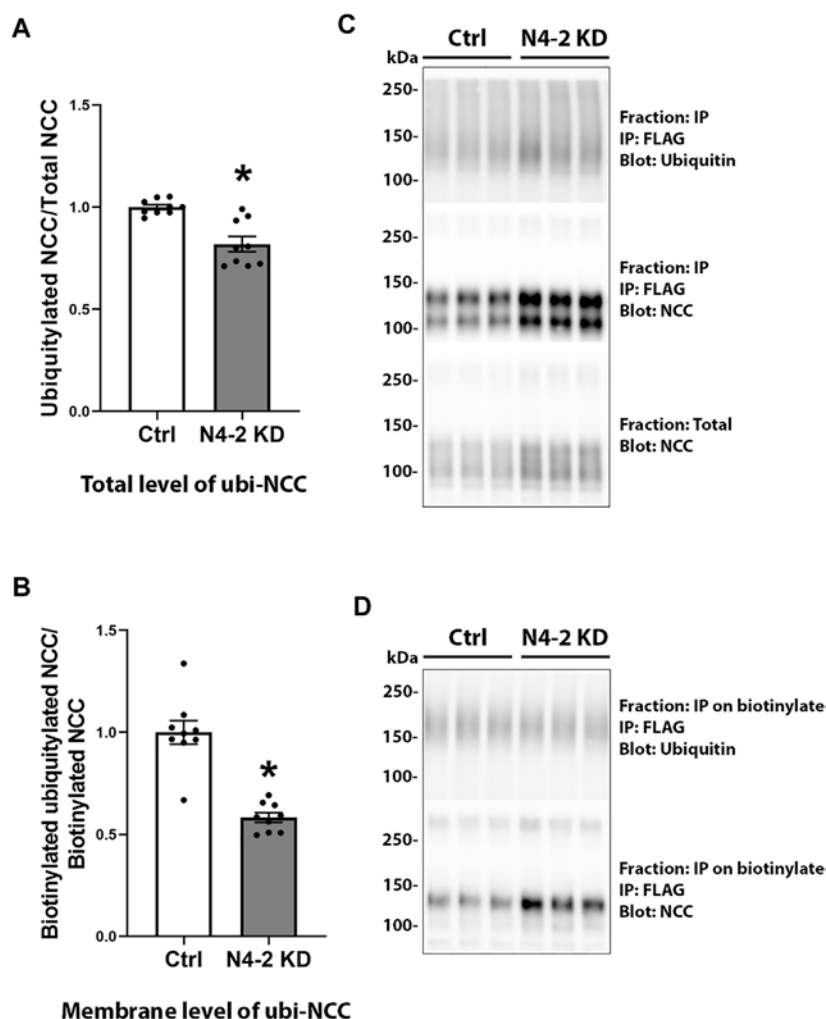 A
Ubiquitylated NCC/Total NCC
1.5
1.0
0.5
0.0
*
Ctrl
N4-2 KD
Total level of ubi-NCC
C
Ctrl
N4-2 KD
kDa
250-
150-
100-
Fraction: IP
IP: FLAG
Blot: Ubiquitin
250-
150-
100-
Fraction: IP
IP: FLAG
Blot: NCC
250-
150-
100-
Fraction: Total
Blot: NCC
B
Biotinylated ubiquitylated NCC/
Biotinylated NCC
1.5
1.0
0.5
0.0
*
Ctrl
N4-2 KD
Membrane level of ubi-NCC
D
Ctrl
N4-2 KD
kDa
250-
150-
100-
Fraction: IP on biotinylate
IP: FLAG
Blot: Ubiquitin
250-
150-
100-
Fraction: IP on biotinylate
IP: FLAG
Blot: NCC